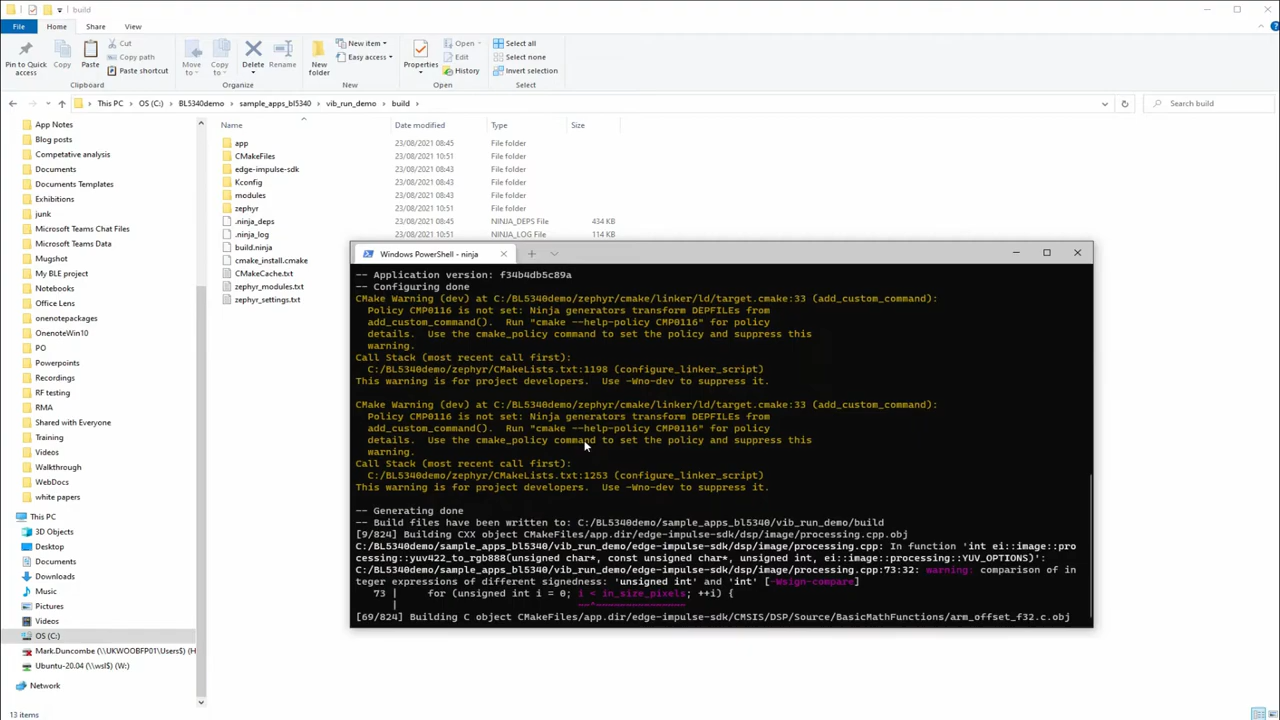 build
File
Home
Share
View
Pin to Quick access
Copy
Paste
Cut
Copy path
Paste shortcut
Clipboard
Move to
Copy to
Delete
Rename
Organize
New folder
New item
Easy access
New
Properties
Open
Edit
History
Open
Select all
Select none
Invert selection
Select
This PC
OS (C:)
BL5340demo
sample_apps_bl5340
vib_run_demo
build
Search build
App Notes
Blog posts
Competative analysis
Documents
Documents Templates
Exhibitions
junk
Microsoft Teams Chat Files
Microsoft Teams Data
Mugshot
My BLE project
Notebooks
Office Lens
onenotepackages
OnenoteWin10
PO
Powerpoints
Recordings
RF testing
RMA
Shared with Everyone
Training
Videos
Walkthrough
WebDocs
white papers
This PC
3D Objects
Desktop
Documents
Downloads
Music
Pictures
Videos
OS (C:)
Mark.Duncombe (\\UKWOOBFP01\Users$) (H
Ubuntu-20.04 (\\wsl$) (W:)
Network
13 items
Name Date modified Type Size
app 23/08/2021 08:45 File folder
CMakeFiles 23/08/2021 10:51 File folder
edge-impulse-sdk 23/08/2021 08:43 File folder
Kconfig 23/08/2021 08:43 File folder
modules 23/08/2021 08:43 File folder
zephyr 23/08/2021 10:51 File folder
.ninja_deps 23/08/2021 08:45 NINJA_DEPS File 434 KB
.ninja_log 23/08/2021 10:51 NINJA_LOG File 114 KB
build.ninja
cmake_install.cmake
CMakeCache.txt
zephyr_modules.txt
zephyr_settings.txt
Windows PowerShell - ninja
-- Application version: f34b4db5c89a
-- Configuring done
CMake Warning (dev) at C:/BL5340demo/zephyr/cmake/linker/ld/target.cmake:33 (add_custom_command):
Policy CMP0116 is not set: Ninja generators transform DEPFILEs from
add_custom_command(). Run "cmake --help-policy CMP0116" for policy
details. Use the cmake_policy command to set the policy and suppress this
warning.
Call Stack (most recent call first):
C:/BL5340demo/zephyr/CMakeLists.txt:1198 (configure_linker_script)
This warning is for project developers. Use -Wno-dev to suppress it.
CMake Warning (dev) at C:/BL5340demo/zephyr/cmake/linker/ld/target.cmake:33 (add_custom_command):
Policy CMP0116 is not set: Ninja generators transform DEPFILEs from
add_custom_command(). Run "cmake --help-policy CMP0116" for policy
details. Use the cmake_policy command to set the policy and suppress this
warning.
Call Stack (most recent call first):
C:/BL5340demo/zephyr/CMakeLists.txt:1253 (configure_linker_script)
This warning is for project developers. Use -Wno-dev to suppress it.
-- Generating done
-- Build files have been written to: C:/BL5340demo/sample_apps_bl5340/vib_run_demo/build
[9/824] Building CXX object CMakeFiles/app.dir/edge-impulse-sdk/dsp/image/processing.cpp.obj
C:/BL5340demo/sample_apps_bl5340/vib_run_demo/edge-impulse-sdk/dsp/image/processing.cpp: In function 'int ei::image::pro
cessing::yuv422_to_rgb888(unsigned char*, const unsigned char*, unsigned int, ei::image::processing::YUV_OPTIONS)':
C:/BL5340demo/sample_apps_bl5340/vib_run_demo/edge-impulse-sdk/dsp/image/processing.cpp:73:32: warning: comparison of in
teger expressions of different signedness: 'unsigned int' and 'int' [-Wsign-compare]
73 | for (unsigned int i = 0; i < in_size_pixels; ++i) {
| ~~^~~~~~~~~~~~~~~~
[69/824] Building C object CMakeFiles/app.dir/edge-impulse-sdk/CMSIS/DSP/Source/BasicMathFunctions/arm_offset_f32.c.obj